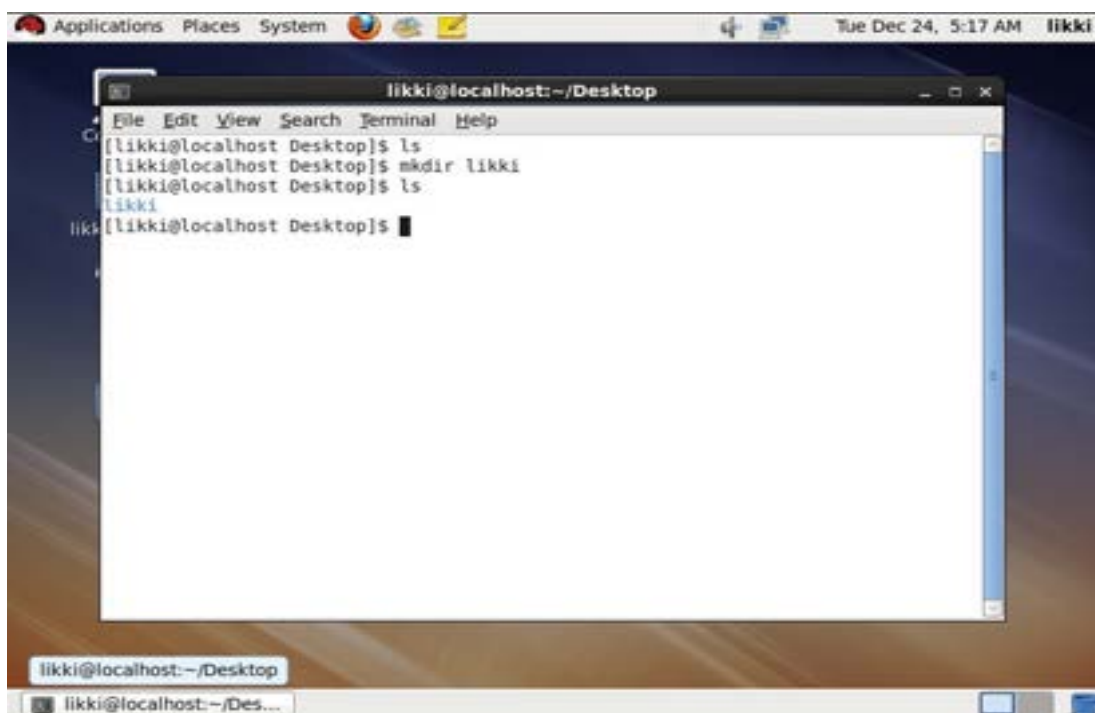 Applications Places System Tue Dec 24, 5:17 AM likki
likki@localhost:~/Desktop
File Edit View Search Terminal Help
[likki@localhost Desktop]$ ls
[likki@localhost Desktop]$ mkdir likki
[likki@localhost Desktop]$ ls
likki
[likki@localhost Desktop]$
likki@localhost:~/Desktop
likki@localhost:~/Des...